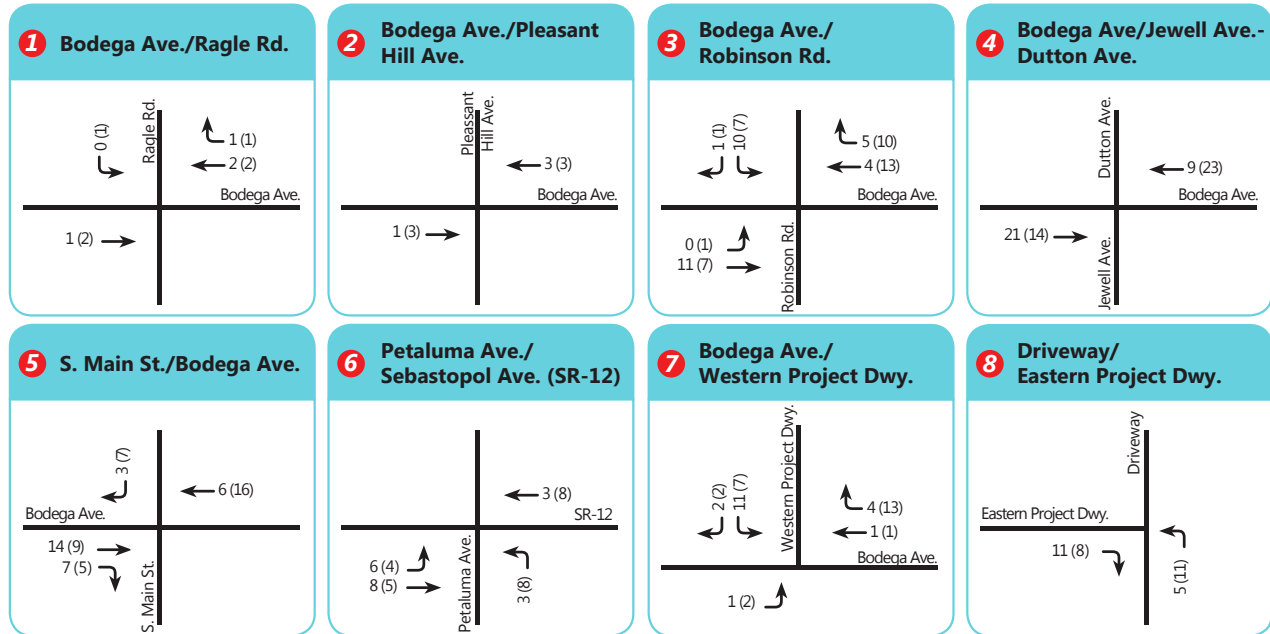 1 Bodega Ave./Ragle Rd.
0 (1)
Ragle Rd.
1 (1)
2 (2)
Bodega Ave.
1 (2)
2 Bodega Ave./Pleasant
Hill Ave.
Pleassant
Hill Ave.
3 (3)
Bodega Ave.
1 (3)
3 Bodega Ave./
Robinson Rd.
1 (1)
10 (7)
5 (10)
4 (13)
Bodega Ave.
0 (1)
11 (7)
Robinson Rd.
4 Bodega Ave/Jewell Ave.-
Dutton Ave.
Dutton Ave.
9 (23)
Bodega Ave.
21 (14)
Jewell Ave.
5 S. Main St./Bodega Ave.
3 (7)
6 (16)
Bodega Ave.
14 (9)
7 (5)
S. Main St.
6 Petaluma Ave./
Sebastopol Ave. (SR-12)
3 (8)
SR-12
6 (4)
8 (5)
Petaluma Ave.
3 (8)
7 Bodega Ave./
Western Project Dwy.
2 (2)
11 (7)
Western Project Dwy.
4 (13)
1 (1)
Bodega Ave.
1 (2)
8 Driveway/
Eastern Project Dwy.
Driveway
Eastern Project Dwy.
11 (8)
5 (11)